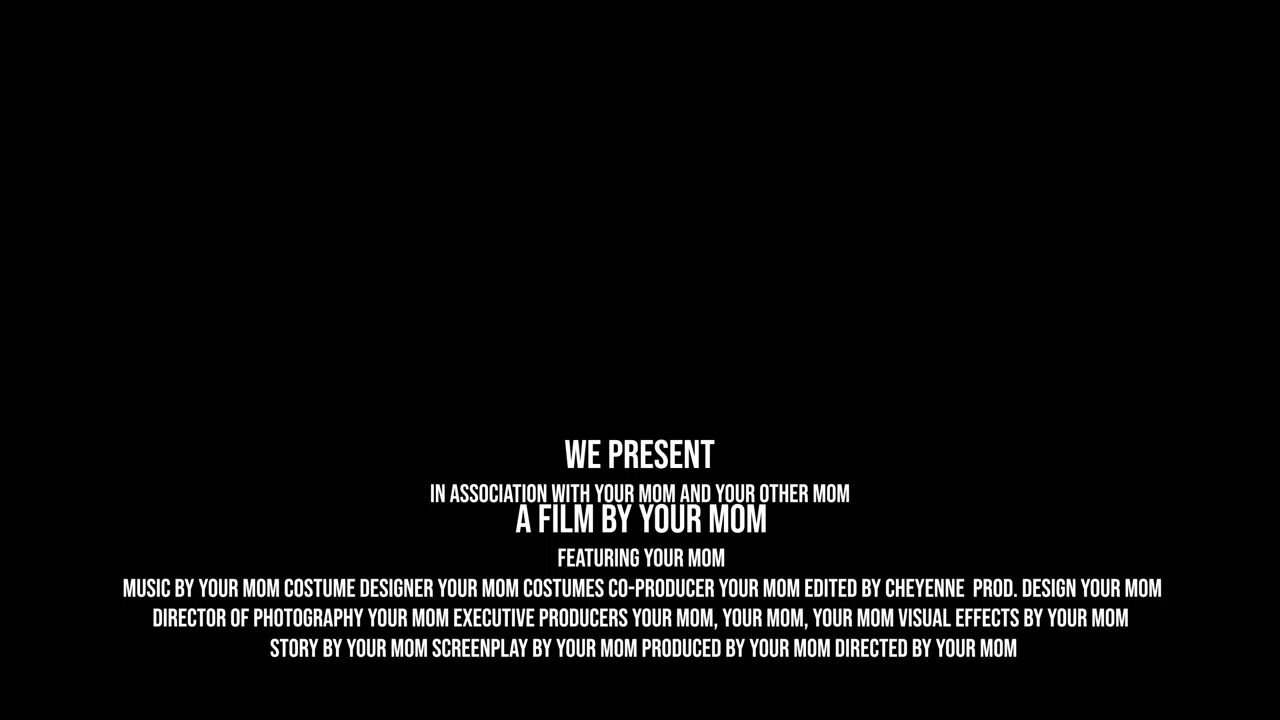 WE PRESENT
IN ASSOCIATION WITH YOUR MOM AND YOUR OTHER MOM
A FILM BY YOUR MOM
FEATURING YOUR MOM
MUSIC BY YOUR MOM COSTUME DESIGNER YOUR MOM COSTUMES CO-PRODUCER YOUR MOM EDITED BY CHEYENNE PROD. DESIGN YOUR MOM
DIRECTOR OF PHOTOGRAPHY YOUR MOM EXECUTIVE PRODUCERS YOUR MOM, YOUR MOM, YOUR MOM VISUAL EFFECTS BY YOUR MOM
STORY BY YOUR MOM SCREENPLAY BY YOUR MOM PRODUCED BY YOUR MOM DIRECTED BY YOUR MOM